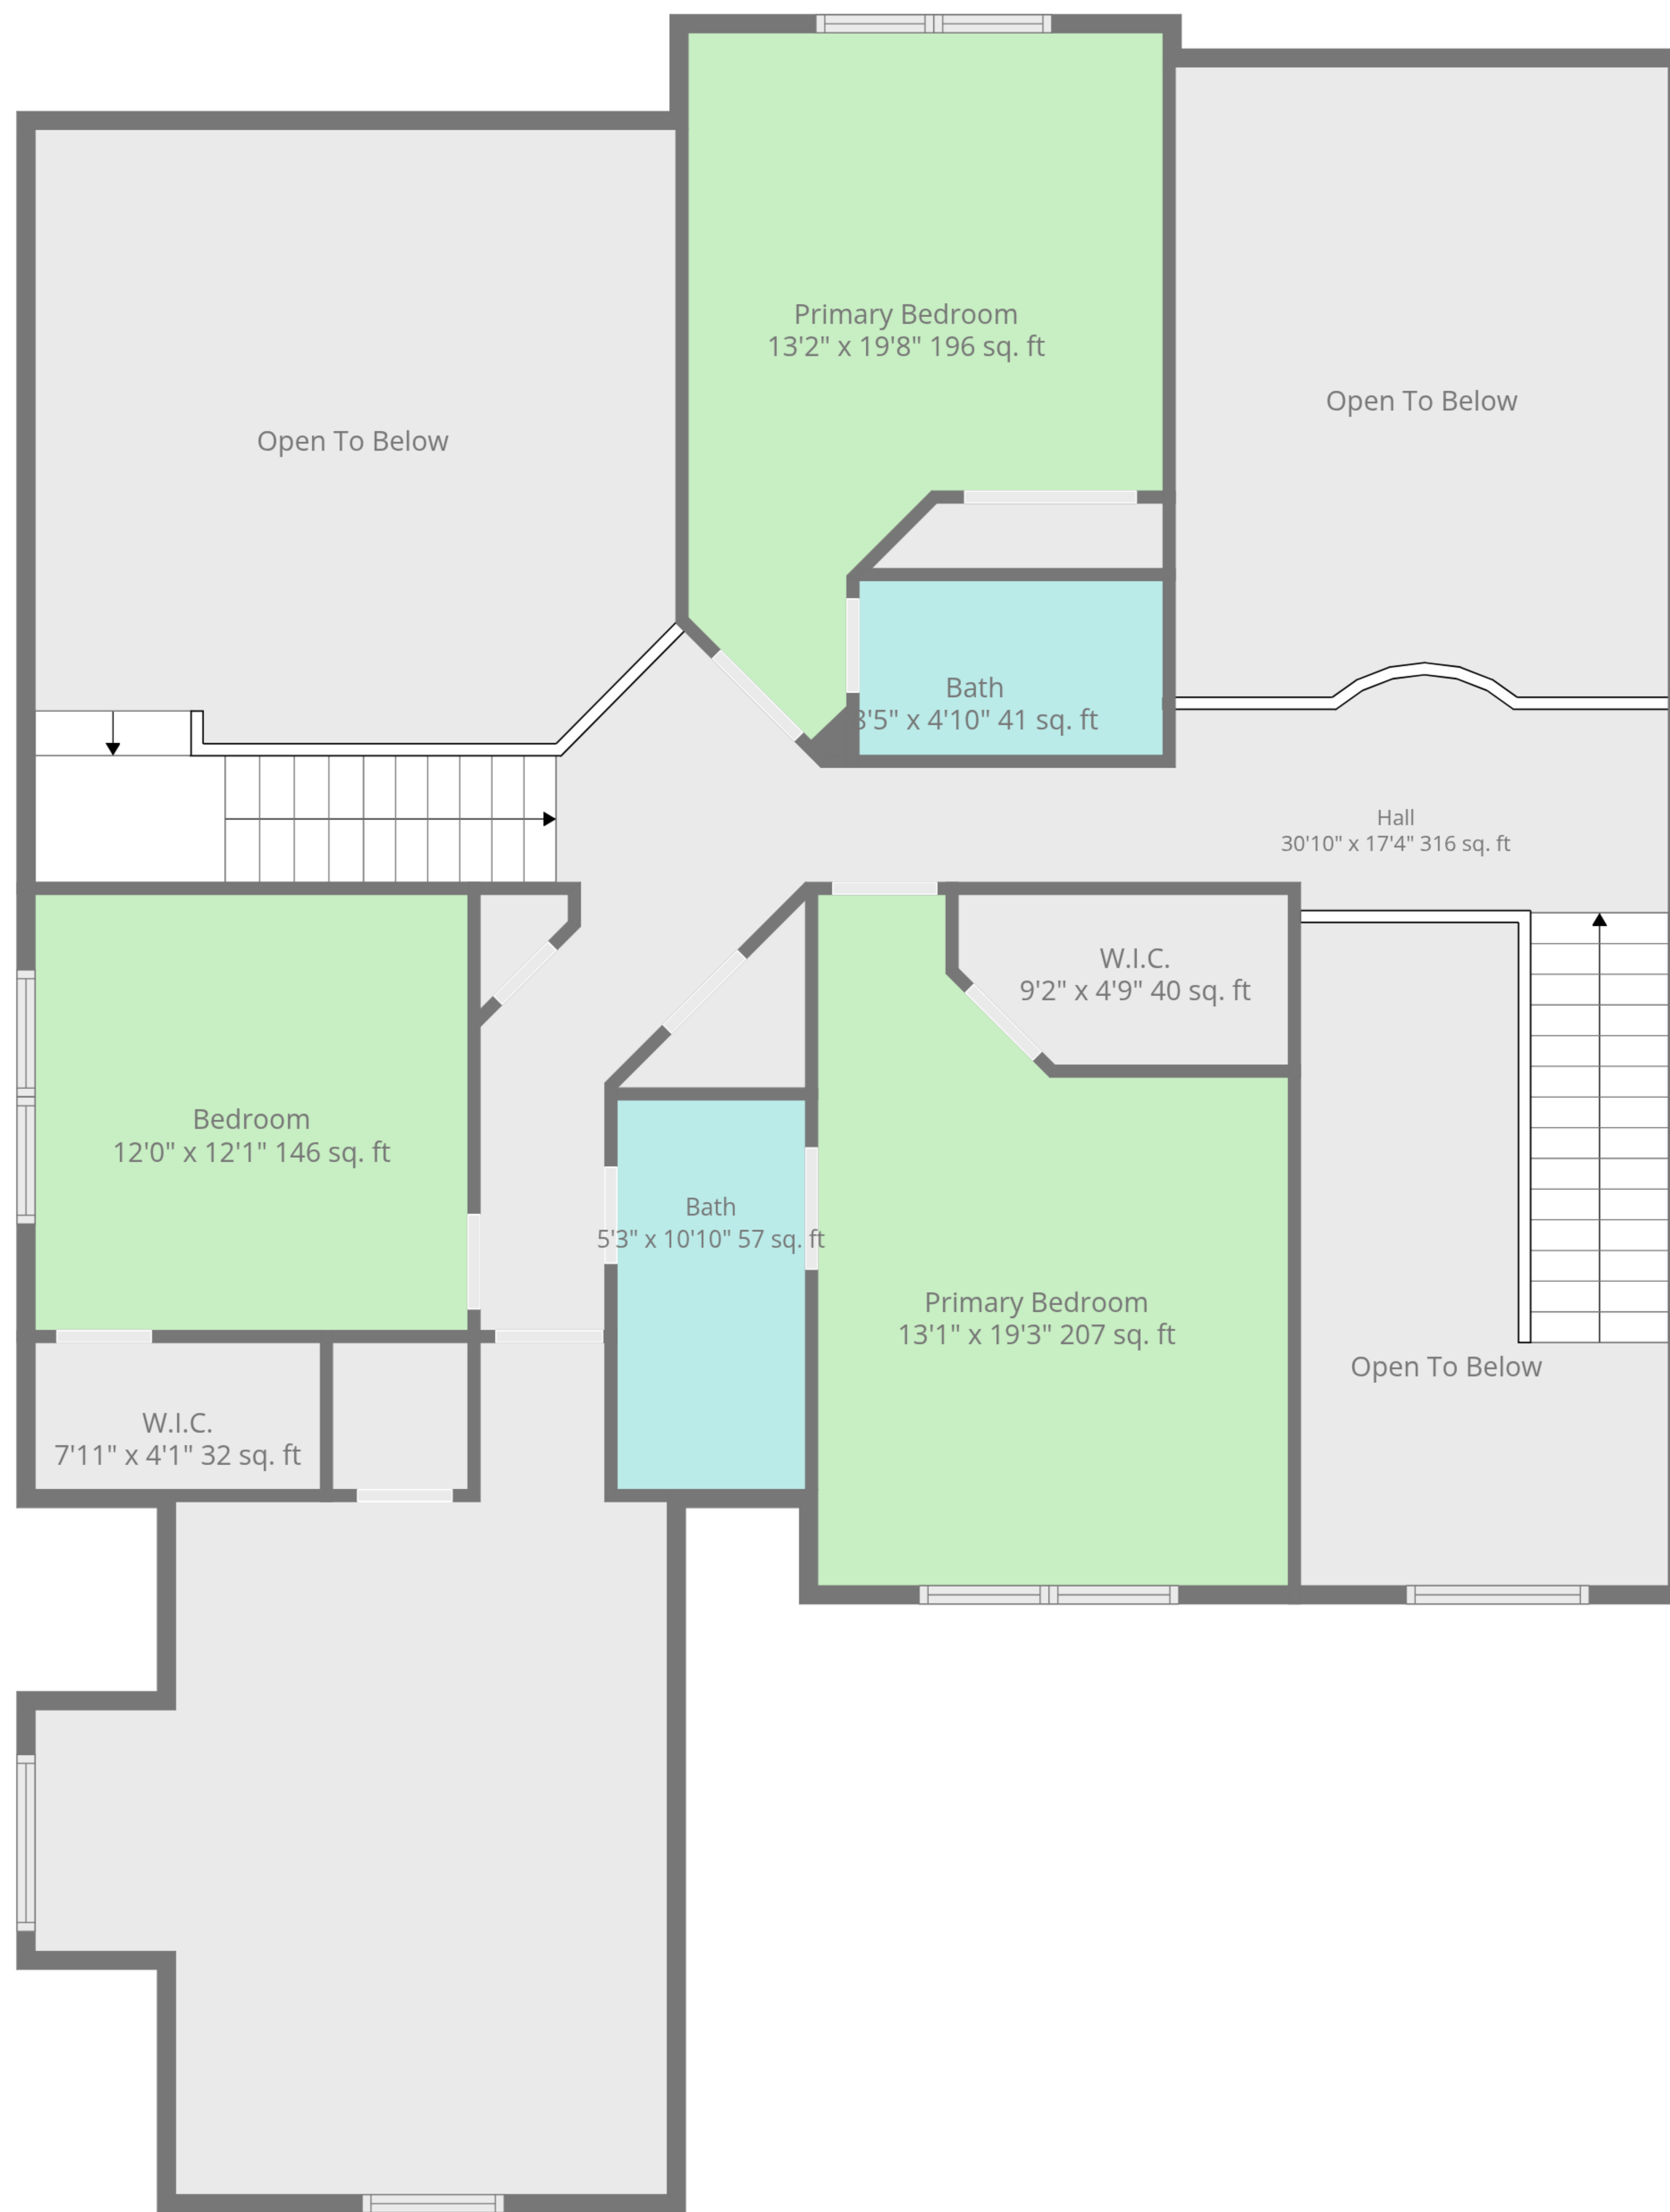 Primary Bedroom
13'2" x 19'8" 196 sq. ft
Open To Below
Open To Below
Bath
8'5" x 4'10" 41 sq. ft
Hall
30'10" x 17'4" 316 sq. ft
W.I.C.
9'2" x 4'9" 40 sq. ft
Bedroom
12'0" x 12'1" 146 sq. ft
Bath
5'3" x 10'10" 57 sq. ft
Primary Bedroom
13'1" x 19'3" 207 sq. ft
Open To Below
W.I.C.
7'11" x 4'1" 32 sq. ft